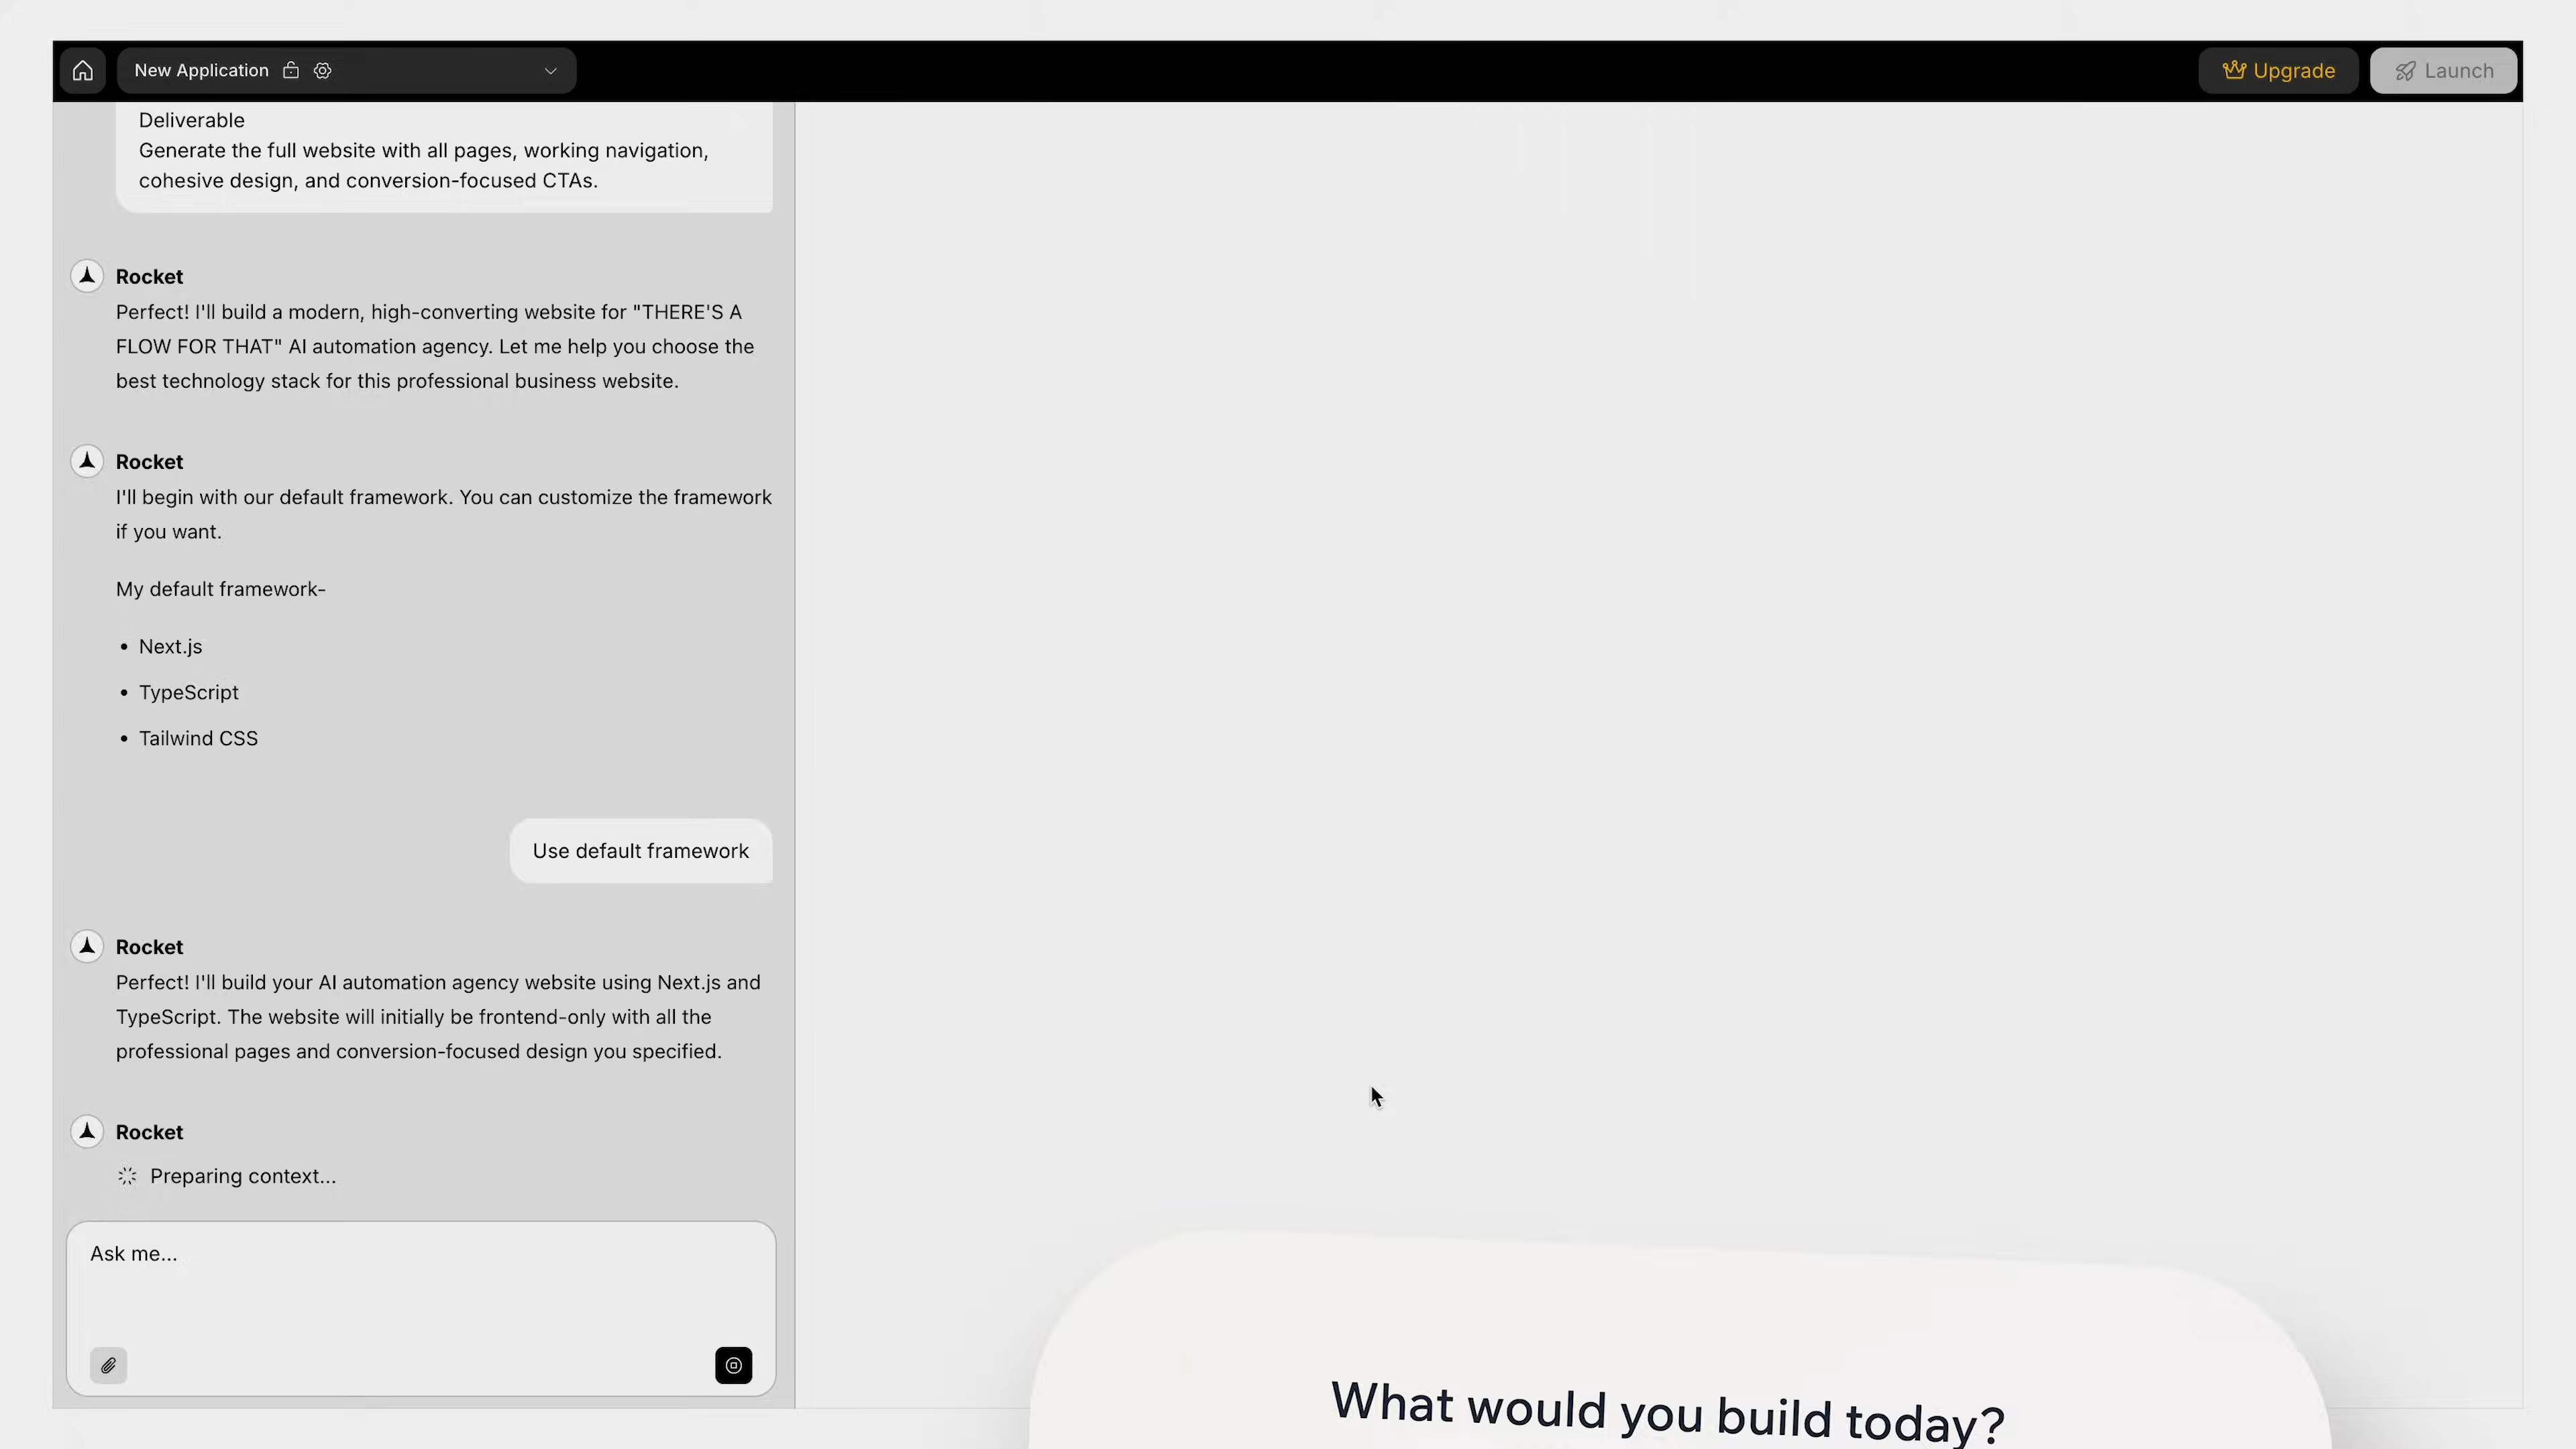 New Application
Upgrade
Launch
Deliverable
Generate the full website with all pages, working navigation,
cohesive design, and conversion-focused CTAs.
Rocket
Perfect! I'll build a modern, high-converting website for "THERE'S A
FLOW FOR THAT" AI automation agency. Let me help you choose the
best technology stack for this professional business website.
Rocket
I'll begin with our default framework. You can customize the framework
if you want.
My default framework-
• Next.js
• TypeScript
• Tailwind CSS
Use default framework
Rocket
Perfect! I'll build your AI automation agency website using Next.js and
TypeScript. The website will initially be frontend-only with all the
professional pages and conversion-focused design you specified.
Rocket
Preparing context...
Ask me...
What would you build today?